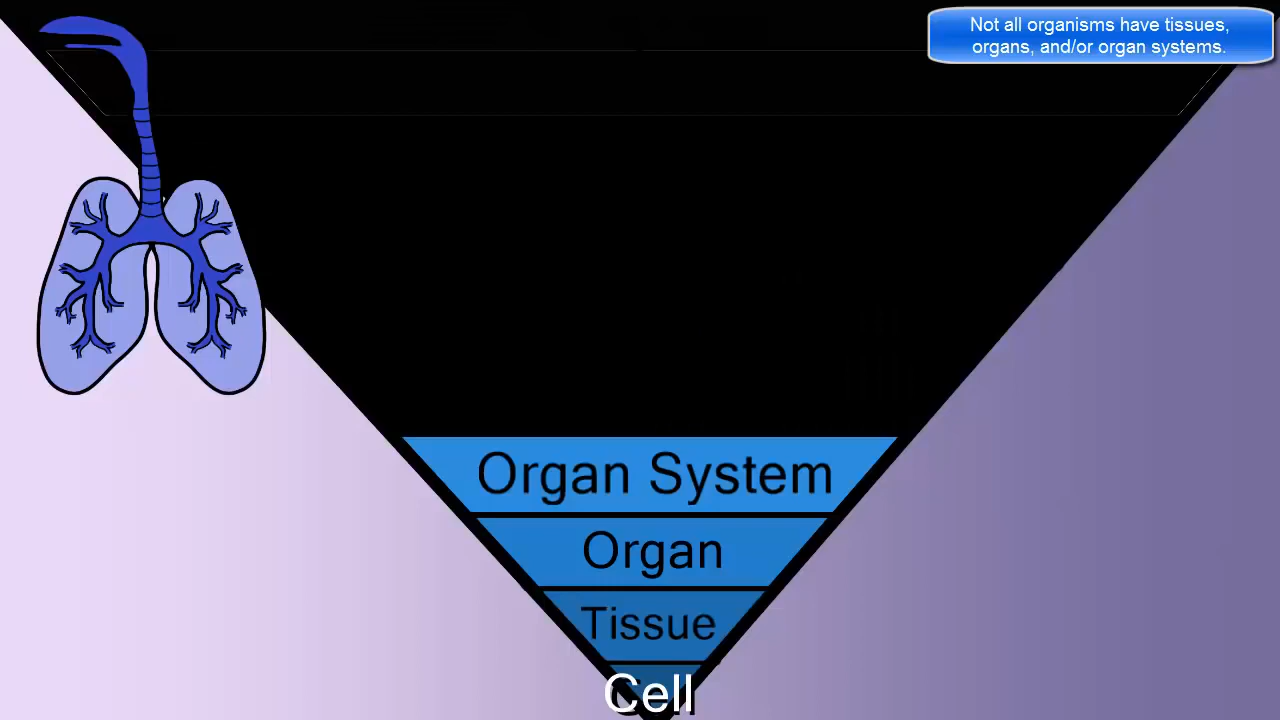 Not all organisms have tissues,
organs, and/or organ systems.
Organ System
Organ
Tissue
Cell